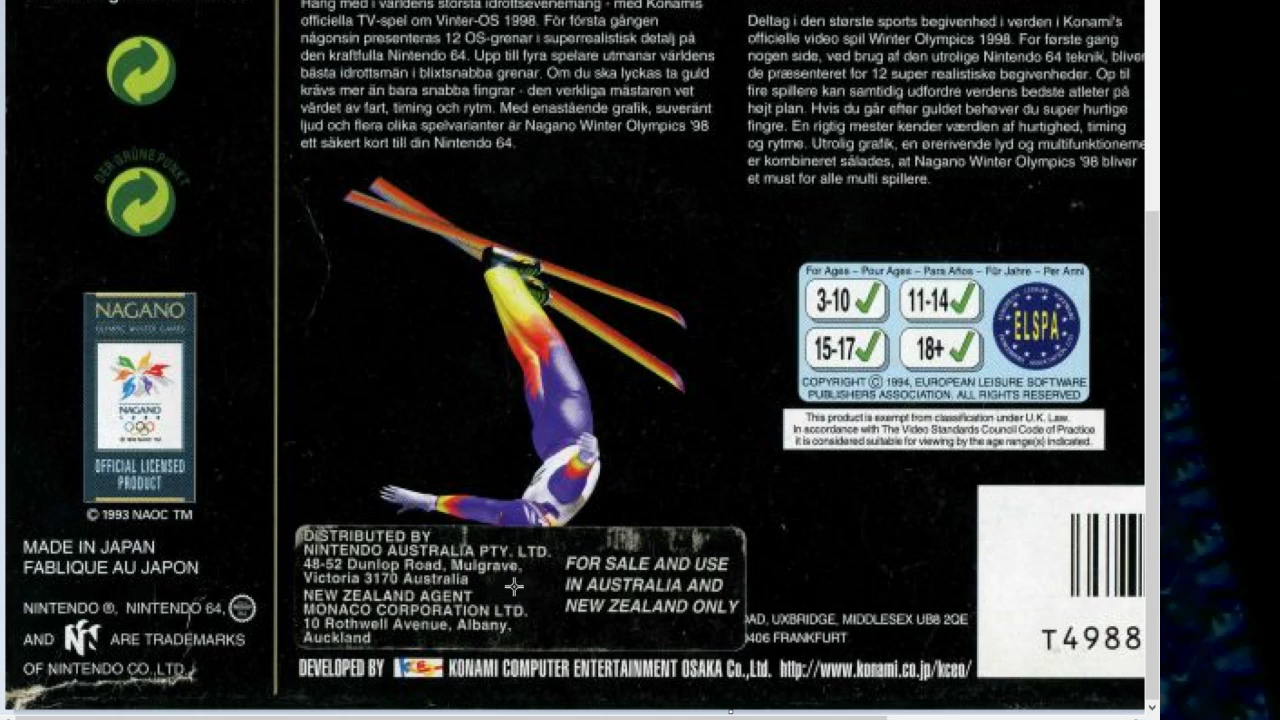 Häng med i världens största idrottsevenemang - med Konamis
officiella TV-spel om Vinter-OS 1998. För första gången
någonsin presenteras 12 OS-grenar i superrealistisk detalj på
den kraftfulla Nintendo 64. Upp till fyra spelare utmanar världens
bästa idrottsmän i blixtsnabba grenar. Om du ska lyckas ta guld
krävs mer än bara snabba fingrar - den verkliga mästaren vet
värdet av fart, timing och rytm. Med enastående grafik, suveränt
ljud och flera olika spelvarianter är Nagano Winter Olympics '98
ett säkert kort till din Nintendo 64.
Deltag i den største sports begivenhed i verden i Konami's
officielle video spil Winter Olympics 1998. For første gang
nogen side, ved brug af den utrolige Nintendo 64 teknik, bliver
de præsenteret for 12 super realistiske begivenheder. Op til
fire spillere kan samtidig udfordre verdens bedste atleter på
højt plan. Hvis du går efter guldet behøver du super hurtige
fingre. En rigtig mester kender værdien af hurtighed, timing
og rytme. Utrolig grafik, en ørerivende lyd og multifunktioneme
er kombineret således, at Nagano Winter Olympics '98 bliver
et must for alle multi spillere.
DER GRÜNE PUNKT
NAGANO
OLYMPIC WINTER GAMES
NAGANO
1998
OFFICIAL LICENSED
PRODUCT
© 1993 NAOC TM
MADE IN JAPAN
FABLIQUE AU JAPON
NINTENDO ®, NINTENDO 64,
AND ARE TRADEMARKS
OF NINTENDO CO.,LTD.
For Ages – Pour Ages – Para Años – Für Jahre – Per Anni
3-10 11-14
15-17 18+
ELSPA
COPYRIGHT © 1994, EUROPEAN LEISURE SOFTWARE
PUBLISHERS ASSOCIATION. ALL RIGHTS RESERVED
This product is exempt from classification under U.K. Law.
In accordance with The Video Standards Council Code of Practice
it is considered suitable for viewing by the age range(s) indicated.
DISTRIBUTED BY
NINTENDO AUSTRALIA PTY. LTD.
48-52 Dunlop Road, Mulgrave,
Victoria 3170 Australia
NEW ZEALAND AGENT
MONACO CORPORATION LTD.
10 Rothwell Avenue, Albany,
Auckland
FOR SALE AND USE
IN AUSTRALIA AND
NEW ZEALAND ONLY
AD, UXBRIDGE, MIDDLESEX UB8 2QE
0406 FRANKFURT
DEVELOPED BY KCEO KONAMI COMPUTER ENTERTAINMENT OSAKA Co.,Ltd. http://www.konami.co.jp/kceo/
T4988